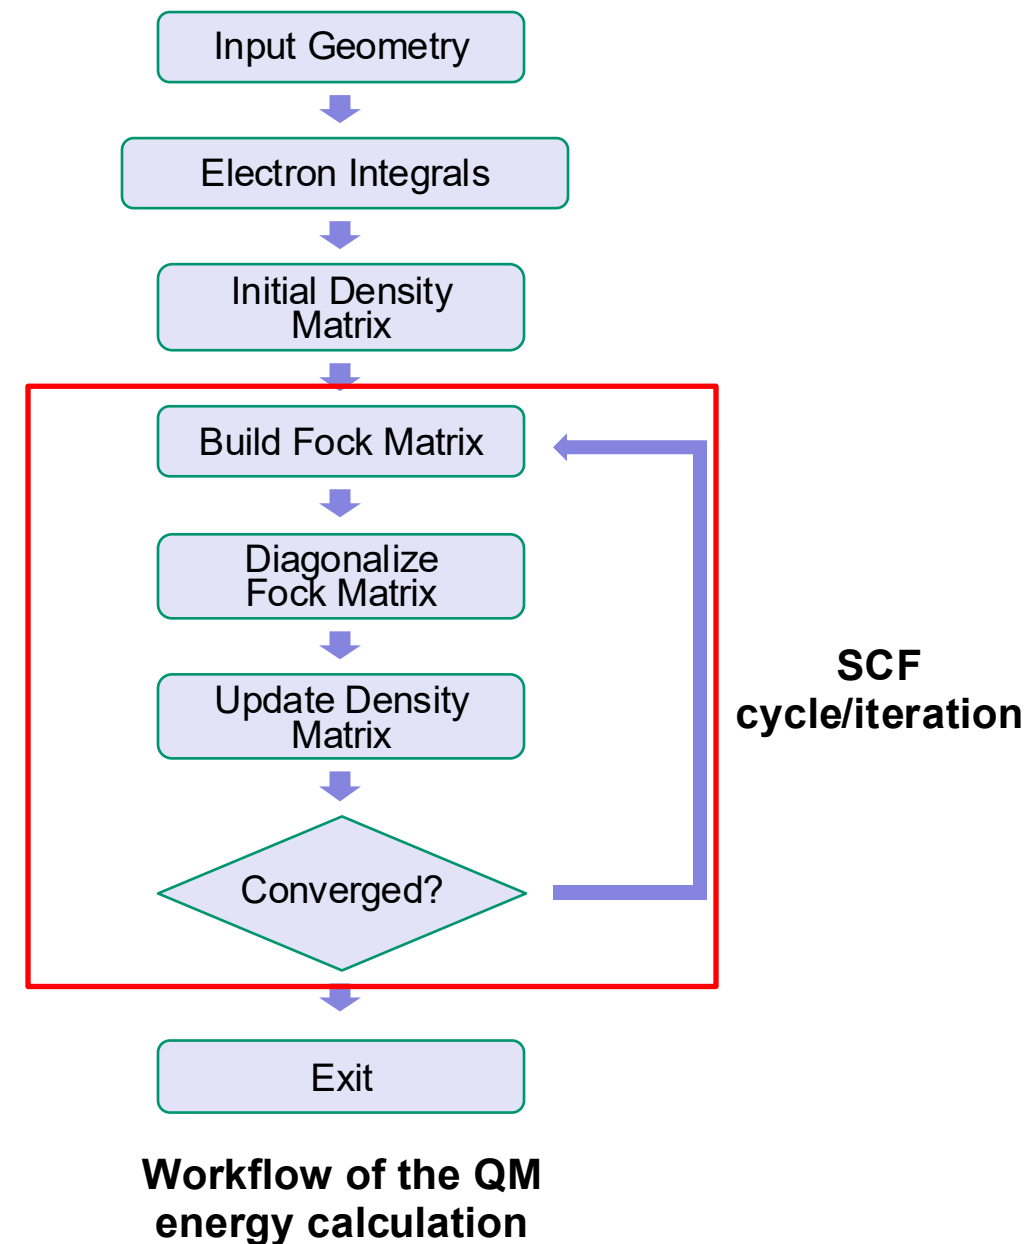 Input Geometry
Electron Integrals
Initial Density
Matrix
Build Fock Matrix
Diagonalize
Fock Matrix
Update Density
Matrix
Converged?
SCF
cycle/iteration
Exit
Workflow of the QM
energy calculation